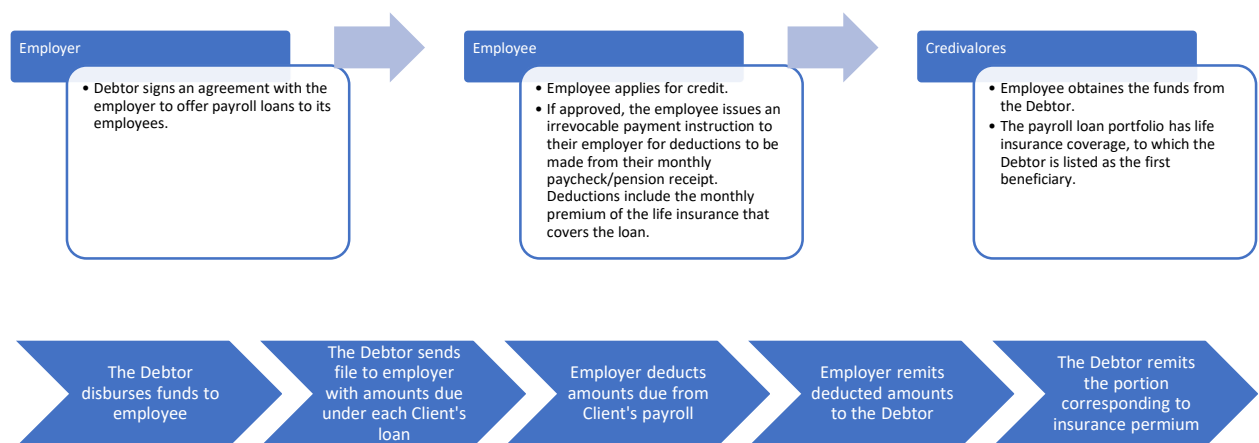 Employer
• Debtor signs an agreement with the
employer to offer payroll loans to its
employees.
Employee
• Employee applies for credit.
• If approved, the employee issues an
irrevocable payment instruction to
their employer for deductions to be
made from their monthly
paycheck/pension receipt.
Deductions include the monthly
premium of the life insurance that
covers the loan.
Credivalores
• Employee obtaines the funds from
the Debtor.
• The payroll loan portfolio has life
insurance coverage, to which the
Debtor is listed as the first
beneficiary.
The Debtor
disburses funds to
employee
The Debtor sends
file to employer
with amounts due
under each Client's
loan
Employer deducts
amounts due from
Client's payroll
Employer remits
deducted amounts
to the Debtor
The Debtor remits
the portion
corresponding to
insurance permium